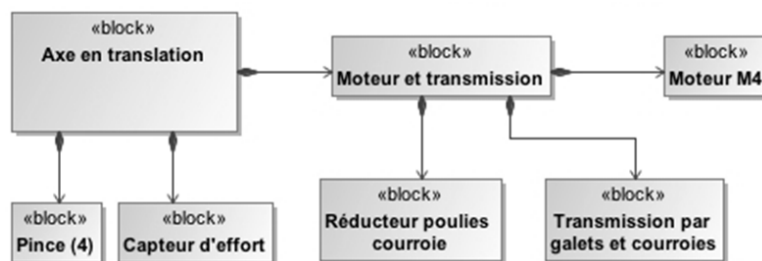 «block»
Axe en translation
«block»
Moteur et transmission
«block»
Moteur M4
«block»
Pince (4)
«block»
Capteur d'effort
«block»
Réducteur poulies
courroie
«block»
Transmission par
galets et courroies